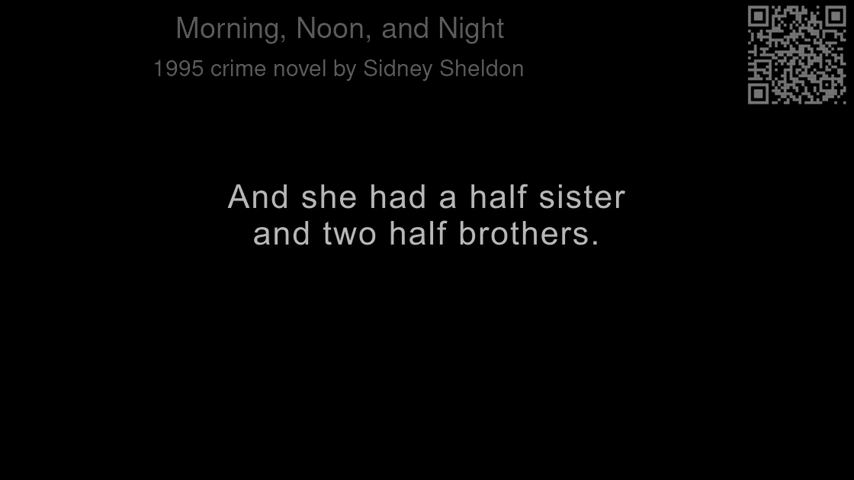 Morning, Noon, and Night
1995 crime novel by Sidney Sheldon
And she had a half sister
and two half brothers.